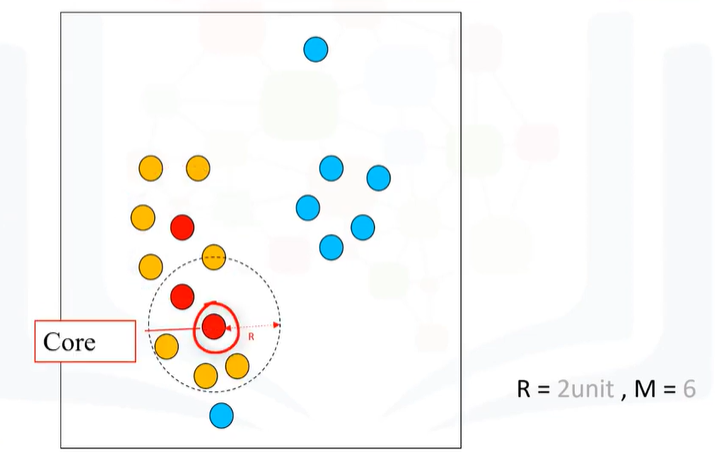 R
Core
R = 2unit , M = 6